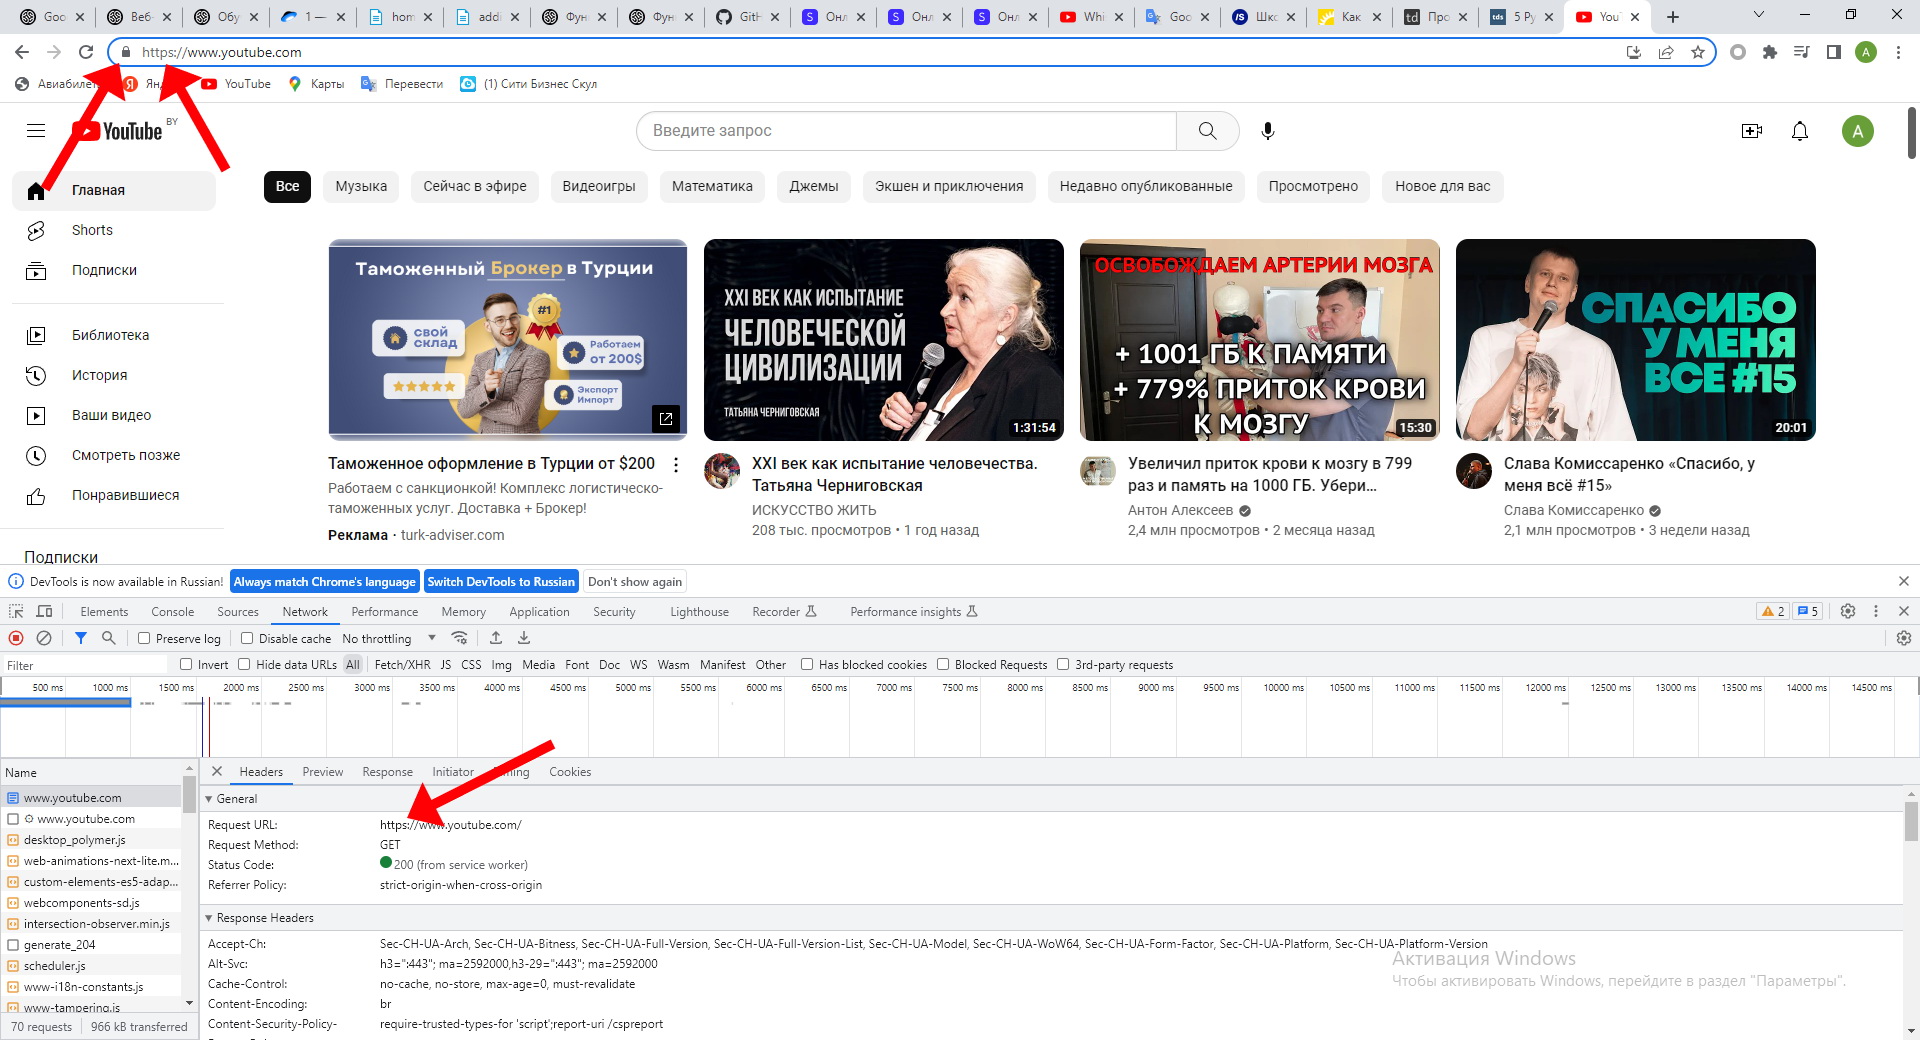 Goo
Веб-
Обу
1 —
hom
addi
Фун
Фун
GitH
Онл
Онл
Онл
Whi
Goo
Шко
Как
Про
5 Py
YouT
https://www.youtube.com
Авиабилет
YouTube
Карты
Перевести
(1) Сити Бизнес Скул
YouTube BY
Введите запрос
Главная
Shorts
Подписки
Библиотека
История
Ваши видео
Смотреть позже
Понравившиеся
Подписки
Все
Музыка
Сейчас в эфире
Видеоигры
Математика
Джемы
Экшен и приключения
Недавно опубликованные
Просмотрено
Новое для вас
Таможенный Брокер в Турции
#1
свой
склад
Работаем
от 200$
Экспорт
Импорт
Таможенное оформление в Турции от $200
Работаем с санкционкой! Комплекс логистическо-
таможенных услуг. Доставка + Брокер!
Реклама · turk-adviser.com
XXI ВЕК КАК ИСПЫТАНИЕ
ЧЕЛОВЕЧЕСКОЙ
ЦИВИЛИЗАЦИИ
ТАТЬЯНА ЧЕРНИГОВСКАЯ
1:31:54
XXI век как испытание человечества.
Татьяна Черниговская
ИСКУССТВО ЖИТЬ
208 тыс. просмотров • 1 год назад
ОСВОБОЖДАЕМ АРТЕРИИ МОЗГА
+ 1001 ГБ К ПАМЯТИ
+ 779% ПРИТОК КРОВИ
К МОЗГУ
15:30
Увеличил приток крови к мозгу в 799
раз и память на 1000 ГБ. Убери...
Антон Алексеев
2,4 млн просмотров • 2 месяца назад
СПАСИБО
У МЕНЯ
ВСЕ #15
20:01
Слава Комиссаренко «Спасибо, у
меня всё #15»
Слава Комиссаренко
2,1 млн просмотров • 3 недели назад
DevTools is now available in Russian!
Always match Chrome's language
Switch DevTools to Russian
Don't show again
Elements
Console
Sources
Network
Performance
Memory
Application
Security
Lighthouse
Recorder
Performance insights
2
5
Preserve log
Disable cache
No throttling
Filter
Invert
Hide data URLs
All
Fetch/XHR
JS
CSS
Img
Media
Font
Doc
WS
Wasm
Manifest
Other
Has blocked cookies
Blocked Requests
3rd-party requests
500 ms
1000 ms
1500 ms
2000 ms
2500 ms
3000 ms
3500 ms
4000 ms
4500 ms
5000 ms
5500 ms
6000 ms
6500 ms
7000 ms
7500 ms
8000 ms
8500 ms
9000 ms
9500 ms
10000 ms
10500 ms
11000 ms
11500 ms
12000 ms
12500 ms
13000 ms
13500 ms
14000 ms
14500 ms
Name
www.youtube.com
www.youtube.com
desktop_polymer.js
web-animations-next-lite.m...
custom-elements-es5-adap...
webcomponents-sd.js
intersection-observer.min.js
generate_204
scheduler.js
www-i18n-constants.js
www-tampering.js
70 requests
966 kB transferred
Headers
Preview
Response
Initiator
Cookies
General
Request URL: https://www.youtube.com/
Request Method: GET
Status Code: 200 (from service worker)
Referrer Policy: strict-origin-when-cross-origin
Response Headers
Accept-Ch: Sec-CH-UA-Arch, Sec-CH-UA-Bitness, Sec-CH-UA-Full-Version, Sec-CH-UA-Full-Version-List, Sec-CH-UA-Model, Sec-CH-UA-WoW64, Sec-CH-UA-Form-Factor, Sec-CH-UA-Platform, Sec-CH-UA-Platform-Version
Alt-Svc: h3=":443"; ma=2592000,h3-29=":443"; ma=2592000
Cache-Control: no-cache, no-store, max-age=0, must-revalidate
Content-Encoding: br
Content-Security-Policy- require-trusted-types-for 'script';report-uri /cspreport
Активация Windows
Чтобы активировать Windows, перейдите в раздел "Параметры".